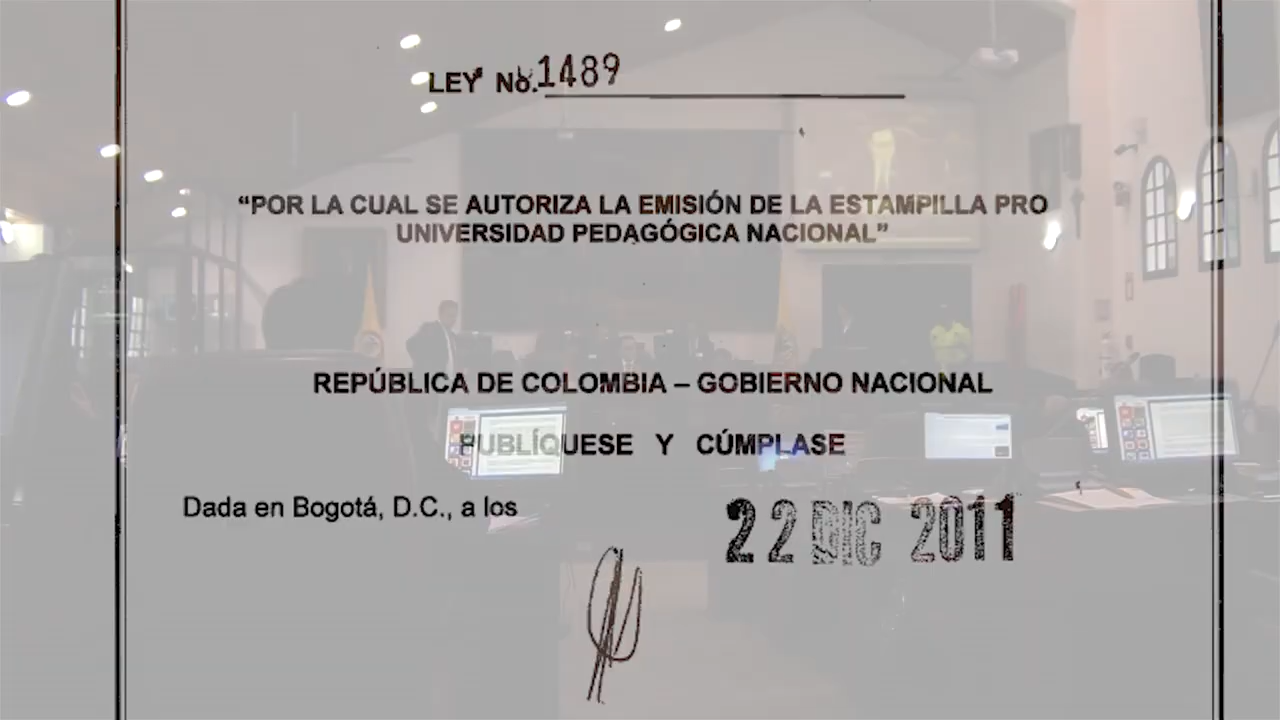 LEY No. 1489
“POR LA CUAL SE AUTORIZA LA EMISIÓN DE LA ESTAMPILLA PRO
UNIVERSIDAD PEDAGÓGICA NACIONAL”
REPÚBLICA DE COLOMBIA – GOBIERNO NACIONAL
PUBLÍQUESE Y CÚMPLASE
Dada en Bogotá, D.C., a los
22 DIC 2011